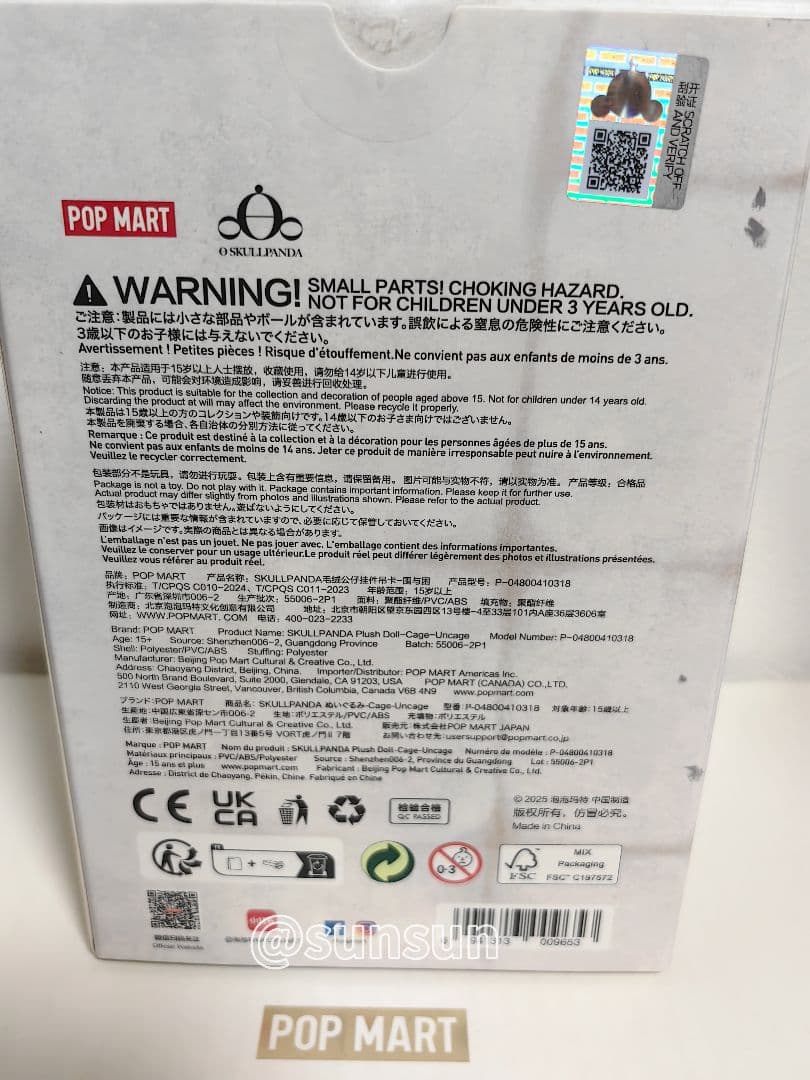 开证 SCRATCH OFF
刮验 AND VERIFY
POP MART
O SKULLPANDA
WARNING! SMALL PARTS! CHOKING HAZARD.
NOT FOR CHILDREN UNDER 3 YEARS OLD.
ご注意:製品には小さな部品やボールが含まれています。誤飲による窒息の危険性にご注意ください。
3歳以下のお子様には与えないでください。
Avertissement ! Petites pièces ! Risque d'étouffement.Ne convient pas aux enfants de moins de 3 ans.
注意: 本产品适用于15岁以上人士摆放,收藏使用,请勿给14岁以下儿童进行使用。
随意丢弃本产品,可能会对环境造成影响,请妥善进行回收处理。
Notice: This product is suitable for the collection and decoration of people aged above 15. Not for children under 14 years old.
Discarding the product at will may affect the environment. Please recycle it properly.
本製品は15歳以上の方のコレクションや装飾向けです。14歳以下のお子さま向けではございません。
本製品を廃棄する場合、各自治体の分別方法に従ってください。
Remarque : Ce produit est destiné à la collection et à la décoration pour les personnes âgées de plus de 15 ans.
Ne convient pas aux enfants de moins de 14 ans. Jeter ce produit de manière irresponsable peut nuire à l'environnement.
Veuillez le recycler correctement.
包装部分不是玩具,请勿进行玩耍。包装上含有重要信息,请保留备用。 图片可能与实物不符,请以实物为准。 产品等级:合格品
Package is not a toy. Do not play with it. Package contains important information. Please keep it for further use.
Actual product may differ slightly from photos and illustrations shown. Please refer to the actual product.
包装材はおもちゃではありません。遊ばないようにしてください。
パッケージには重要な情報が含まれていますので、必要に応じて保管しておいてください。
画像はイメージです。実際の商品とは異なる場合があります。
L'emballage n'est pas un jouet. Ne pas jouer avec. L'emballage contient des informations importantes.
Veuillez le conserver pour un usage ultérieur.Le produit réel peut différer légèrement des photos et illustrations présentées.
Veuillez vous référer au produit réel.
品牌: POP MART 产品名称: SKULLPANDA毛绒公仔挂件吊卡-囿与困 产品型号: P-04800410318
执行标准: T/CPQS C010-2024、T/CPQS C011-2023 年龄范围: 15岁以上
产地: 广东省深圳市006-2 生产批次: 55006-2P1 面料: 聚酯纤维/PVC/ABS 填充物: 聚酯纤维
制造商: 北京泡泡玛特文化创意有限公司 地址: 北京市朝阳区望京东园四区13号楼-4至33层101内A座36层3606室
网址: WWW.POPMART.COM 电话: 400-023-2233
Brand: POP MART Product Name: SKULLPANDA Plush Doll-Cage-Uncage Model Number: P-04800410318
Age: 15+ Source: Shenzhen006-2, Guangdong Province Batch: 55006-2P1
Shell: Polyester/PVC/ABS Stuffing: Polyester
Manufacturer: Beijing Pop Mart Cultural & Creative Co., Ltd.
Address: Chaoyang District, Beijing, China. Importer/Distributor: POP MART Americas Inc.
500 North Brand Boulevard, Suite 2000, Glendale, CA 91203, USA POP MART (CANADA) CO.,LTD.
2110 West Georgia Street, Vancouver, British Columbia, Canada V6B 4N9 www.popmart.com
ブランド:POP MART 商品名: SKULLPANDA ぬいぐるみ-Cage-Uncage 型番: P-04800410318 対象年齢: 15歳以上
生産地: 中国広東省深セン市006-2 生地: ポリエステル/PVC/ABS 充填物: ポリエステル
生産者: Beijing Pop Mart Cultural & Creative Co., Ltd. 販売元: 株式会社POP MART JAPAN
住所: 東京都港区虎ノ門一丁目13番5号 VORT虎ノ門II 7階 お問い合わせ先: usersupport@popmart.co.jp
Marque : POP MART Nom du produit : SKULLPANDA Plush Doll-Cage-Uncage Numéro de modèle : P-04800410318
Matériaux principaux : PVC/ABS/Polyester Source : Shenzhen006-2, Province du Guangdong Lot : 55006-2P1
Âge : 15 ans et plus www.popmart.com Fabricant : Beijing Pop Mart Cultural & Creative Co., Ltd.
Adresse : District de Chaoyang, Pékin, Chine. Fabriqué en Chine
CE UK CA
检验合格
QC PASSED
© 2025 泡泡玛特 中国制造
版权所有,仿冒必究。
Made in China
0-3
FSC
MIX
Packaging
FSC™ C197672
Official Website
009653
@sunsun
POP MART